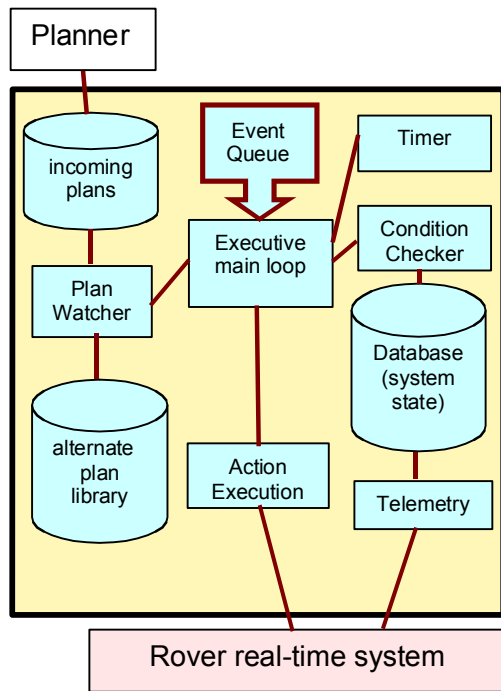 Planner
incoming
plans
Event
Queue
Timer
Executive
main loop
Condition
Checker
Plan
Watcher
Database
(system
state)
alternate
plan
library
Action
Execution
Telemetry
Rover real-time system